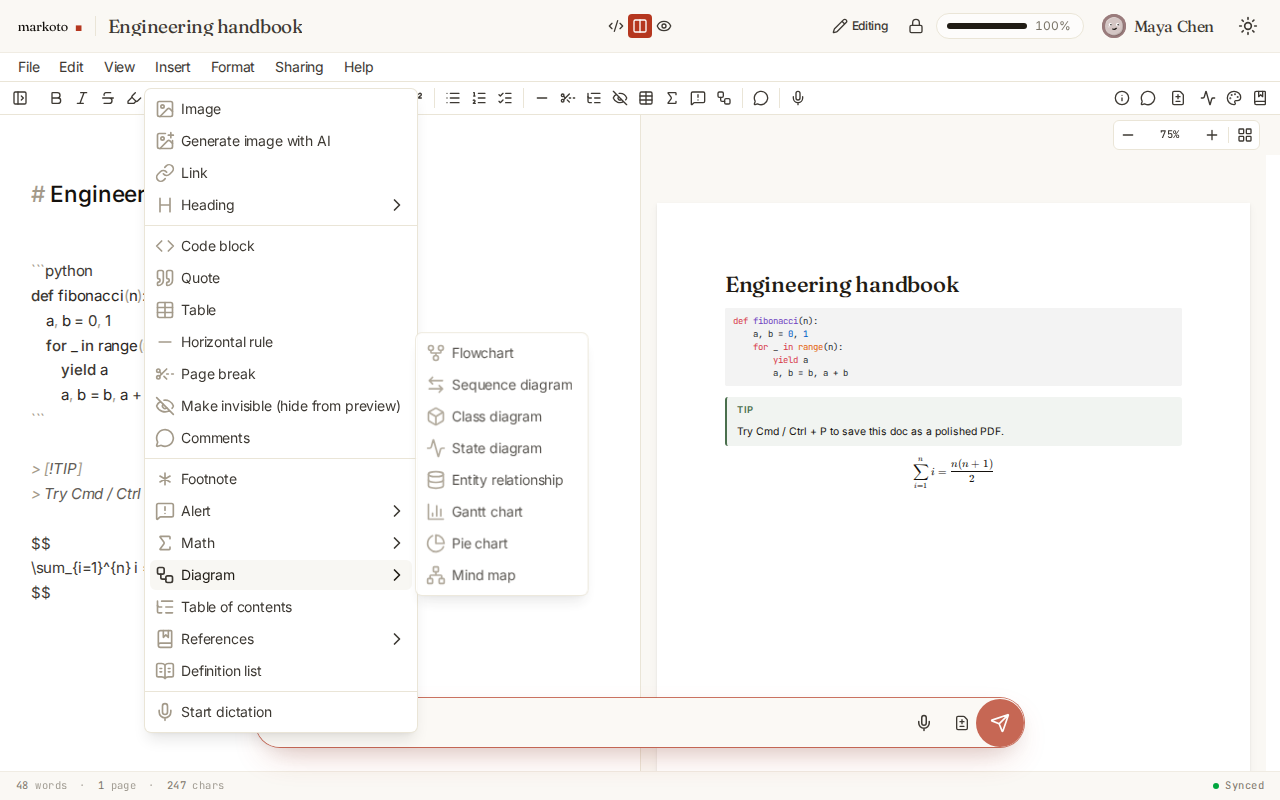 markoto
Engineering handbook
Editing
100%
Maya Chen
File Edit View Insert Format Sharing Help
75%
Image
Generate image with AI
Link
Heading
Code block
Quote
Table
Horizontal rule
Page break
Make invisible (hide from preview)
Comments
Footnote
Alert
Math
Diagram
Table of contents
References
Definition list
Start dictation
Flowchart
Sequence diagram
Class diagram
State diagram
Entity relationship
Gantt chart
Pie chart
Mind map
# Engineer
```python
def fibonacci(n):
a, b = 0, 1
for _ in range(
yield a
a, b = b, a +
```
> [!TIP]
> Try Cmd / Ctrl
$$
\sum_{i=1}^{n} i =
$$
Engineering handbook
def fibonacci(n):
a, b = 0, 1
for _ in range(n):
yield a
a, b = b, a + b
TIP
Try Cmd / Ctrl + P to save this doc as a polished PDF.
∑_{i=1}^{n} i = n(n + 1) / 2
48 words · 1 page · 247 chars
Synced